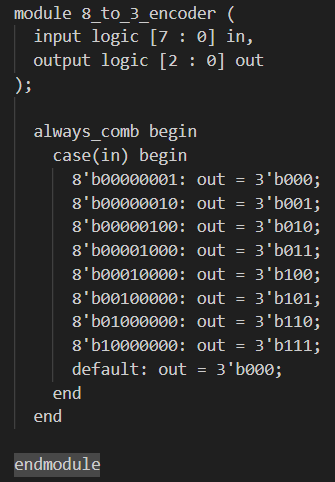 module 8_to_3_encoder (
  input logic [7 : 0] in,
  output logic [2 : 0] out
);

  always_comb begin
    case(in) begin
      8'b00000001: out = 3'b000;
      8'b00000010: out = 3'b001;
      8'b00000100: out = 3'b010;
      8'b00001000: out = 3'b011;
      8'b00010000: out = 3'b100;
      8'b00100000: out = 3'b101;
      8'b01000000: out = 3'b110;
      8'b10000000: out = 3'b111;
      default: out = 3'b000;
    end
  end

endmodule